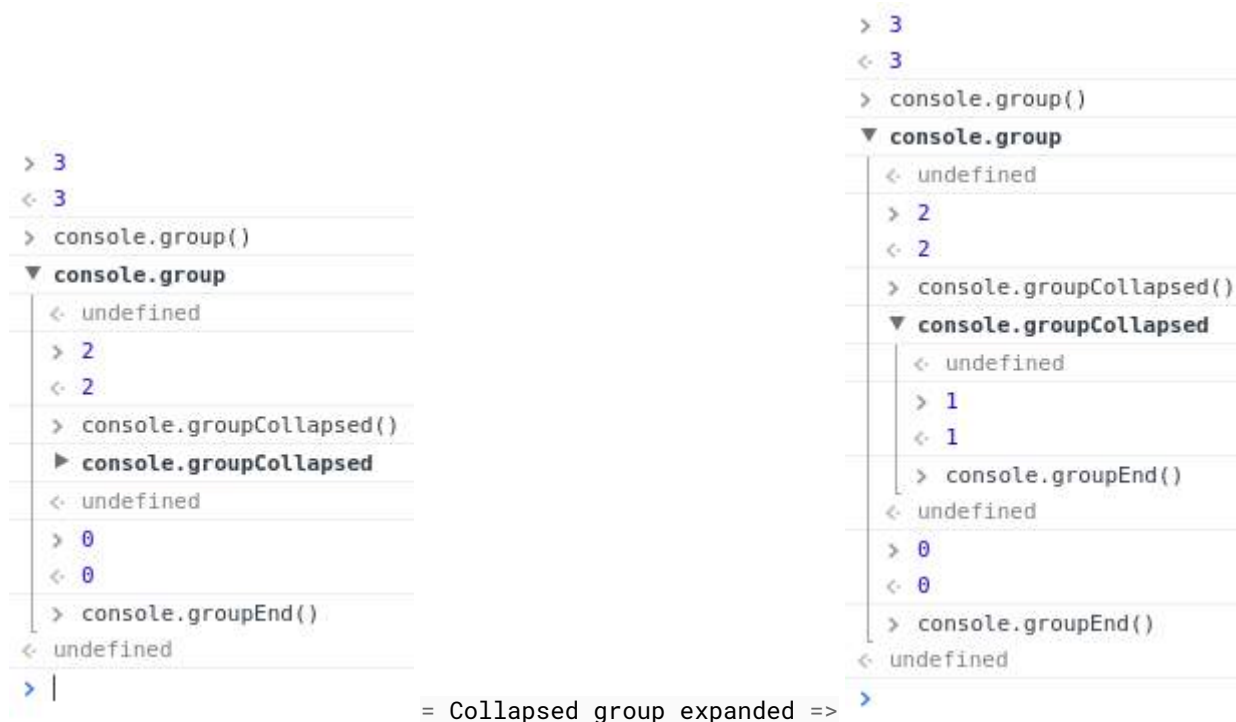 > 3
<· 3
> console.group()
▼ console.group
<· undefined
> 2
<· 2
> console.groupCollapsed()
▶ console.groupCollapsed
<· undefined
> 0
<· 0
> console.groupEnd()
<· undefined
>
= Collapsed group expanded =>
> 3
<· 3
> console.group()
▼ console.group
<· undefined
> 2
<· 2
> console.groupCollapsed()
▼ console.groupCollapsed
<· undefined
> 1
<· 1
> console.groupEnd()
<· undefined
> 0
<· 0
> console.groupEnd()
<· undefined
>